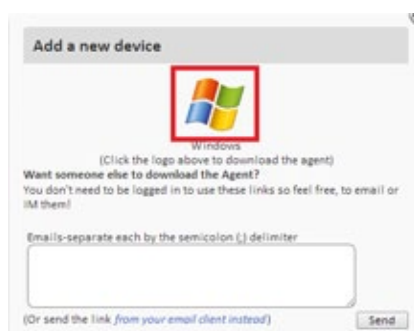 Add a new device
Windows
(Click the logo above to download the agent)
Want someone else to download the Agent?
You don't need to be logged in to use these links so feel free, to email or
IM them!
Emails-separate each by the semicolon (;) delimiter
(Or send the link from your email client instead)
Send